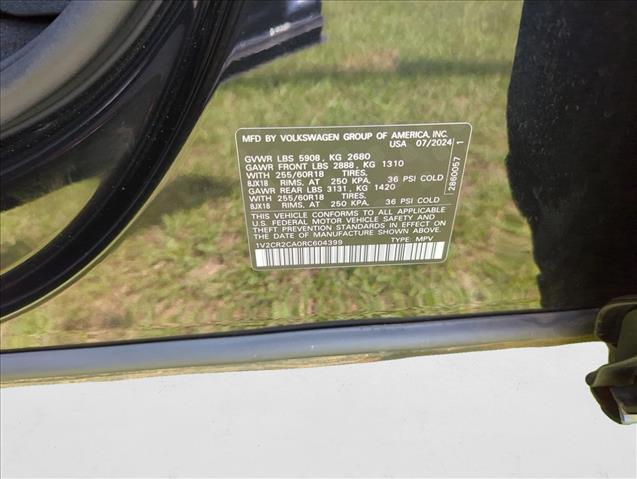 MFD BY VOLKSWAGEN GROUP OF AMERICA, INC.
USA 07/2024
GVWR LBS 5908, KG 2680
GAWR FRONT LBS 2888, KG 1310
WITH 255/60R18 TIRES.
8JX18 RIMS, AT 250 KPA, 36 PSI COLD
GAWR REAR LBS 3131, KG 1420
WITH 255/60R18 TIRES.
8JX18 RIMS, AT 250 KPA, 36 PSI COLD
THIS VEHICLE CONFORMS TO ALL APPLICABLE
U.S. FEDERAL MOTOR VEHICLE SAFETY AND
THEFT PREVENTION STANDARDS IN EFFECT ON
THE DATE OF MANUFACTURE SHOWN ABOVE.
1V2CR2CA0RC604399 TYPE: MPV
2860057 1